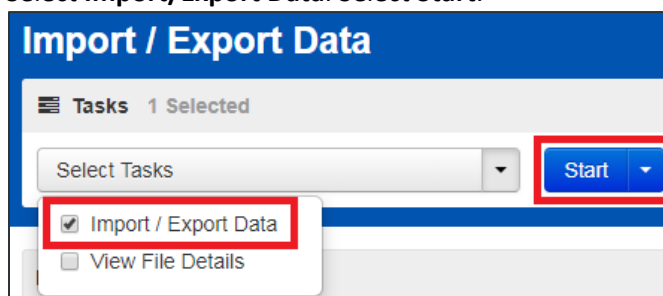 Select Import/Export Data. Select Start.
Import / Export Data
Tasks 1 Selected
Select Tasks
Start
Import / Export Data
View File Details